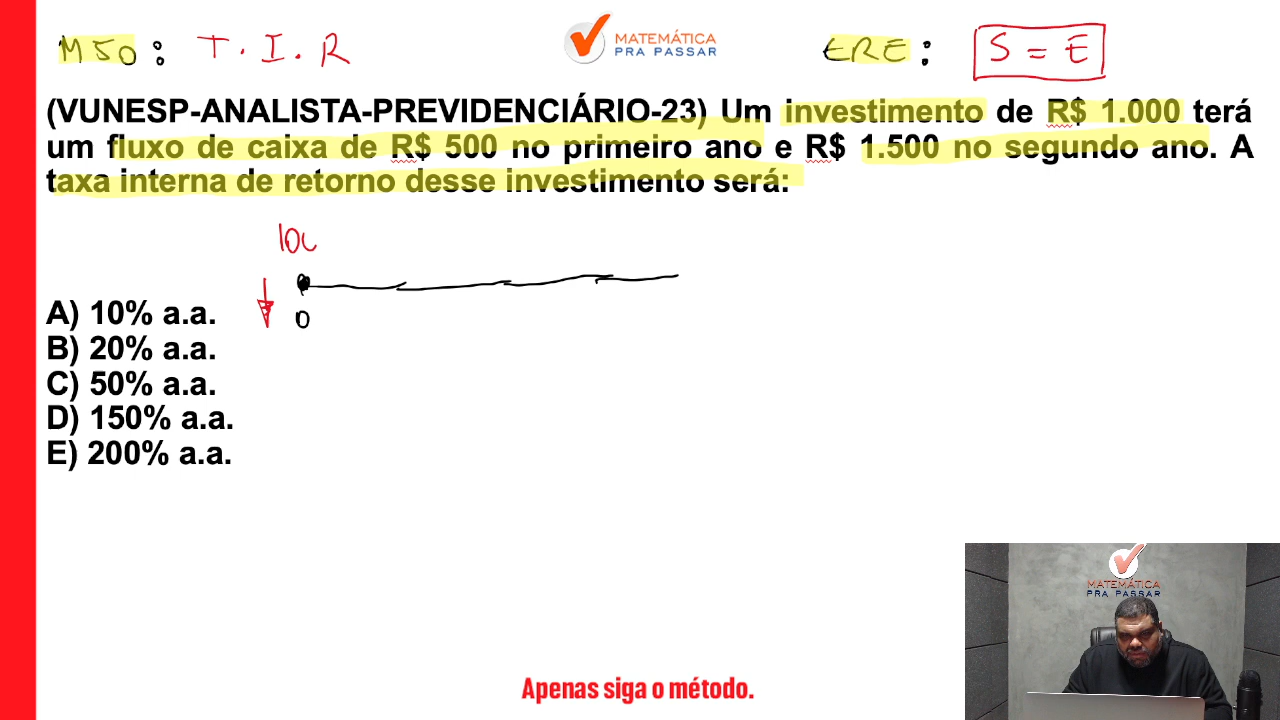 M50: T.I.R
MATEMÁTICA
PRA PASSAR
ERE: S = E
(VUNESP-ANALISTA-PREVIDENCIÁRIO-23) Um investimento de R$ 1.000 terá
um fluxo de caixa de R$ 500 no primeiro ano e R$ 1.500 no segundo ano. A
taxa interna de retorno desse investimento será:
100
0
A) 10% a.a.
B) 20% a.a.
C) 50% a.a.
D) 150% a.a.
E) 200% a.a.
MATEMÁTICA
PRA PASSAR
Apenas siga o método.